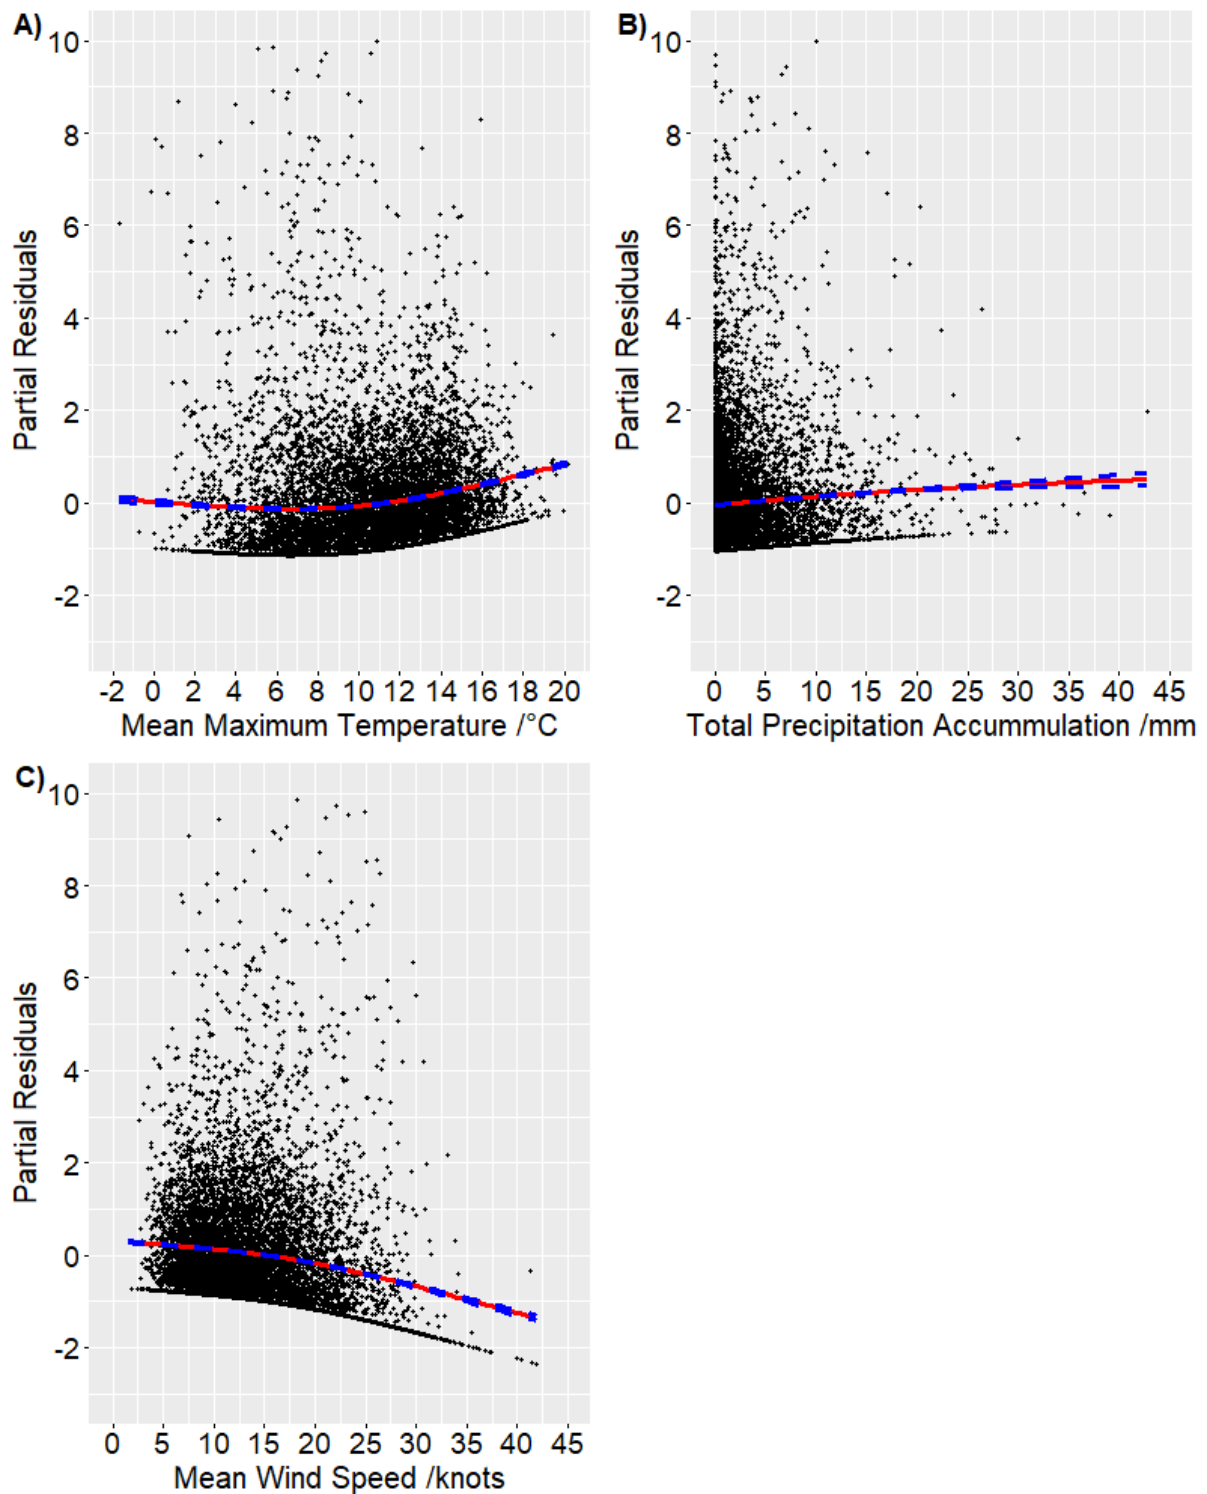 A)
10
8
6
4
2
0
-2
Partial Residuals
-2 0 2 4 6 8 10 12 14 16 18 20
Mean Maximum Temperature /°C
B)
10
8
6
4
2
0
-2
Partial Residuals
0 5 10 15 20 25 30 35 40 45
Total Precipitation Accummulation /mm
C)
10
8
6
4
2
0
-2
Partial Residuals
0 5 10 15 20 25 30 35 40 45
Mean Wind Speed /knots